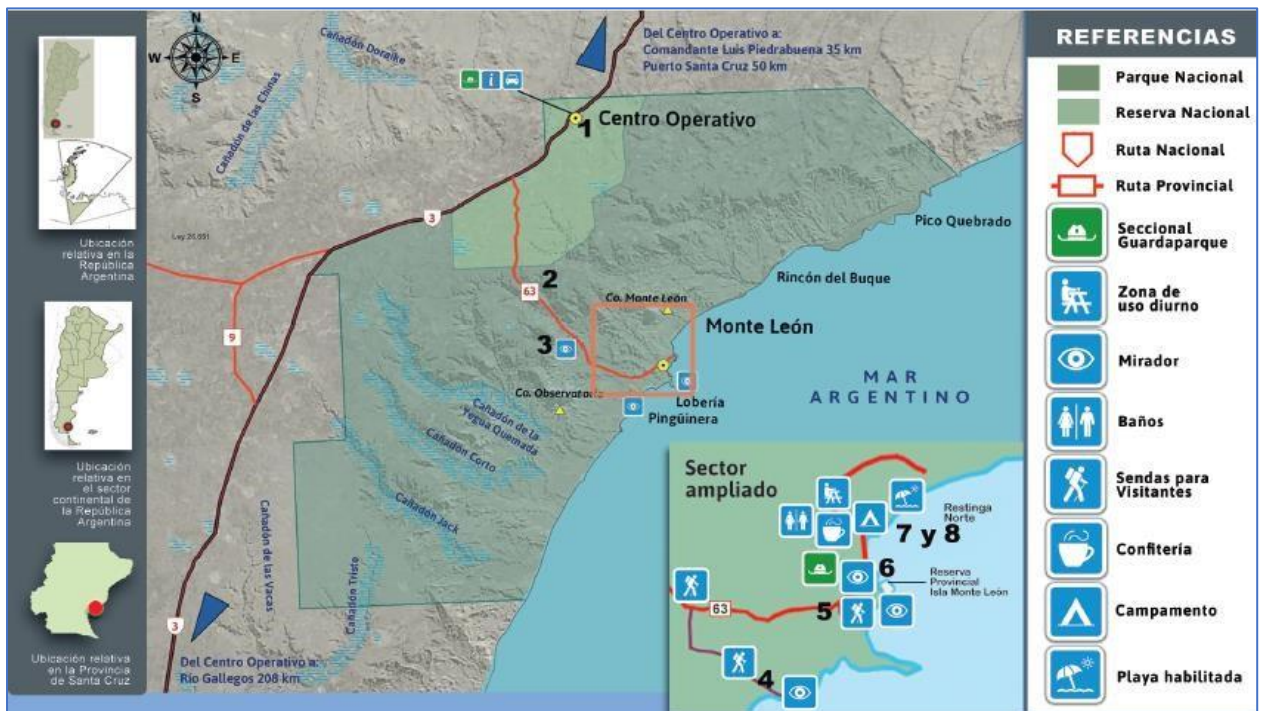 N
W
E
S
Ubicación
relativa en la
República
Argentina
Ubicación
relativa en
el sector
continental de
la República
Argentina
Ubicación relativa
en la Provincia
de Santa Cruz
Cañadón Doraike
Cañadón de las Chinas
Del Centro Operativo a:
Comandante Luis Piedrabuena 35 km
Puerto Santa Cruz 50 km
i
1
Centro Operativo
3
Ley 25.951
2
63
9
3
Co. Monte León
Monte León
Pico Quebrado
Rincón del Buque
Lobería
Pingüinera
Co. Observatorio
MAR
ARGENTINO
Cañadón de la
Yegua Quemada
Cañadón Corto
Cañadón Jack
Cañadón de las Vacas
Cañadón Triste
3
Del Centro Operativo a:
Río Gallegos 208 km
Sector
ampliado
Restinga
Norte
7 y 8
6
Reserva
Provincial
Isla Monte León
5
63
4
REFERENCIAS
Parque Nacional
Reserva Nacional
Ruta Nacional
Ruta Provincial
Seccional
Guardaparque
Zona de
uso diurno
Mirador
Baños
Sendas para
Visitantes
Confitería
Campamento
Playa habilitada